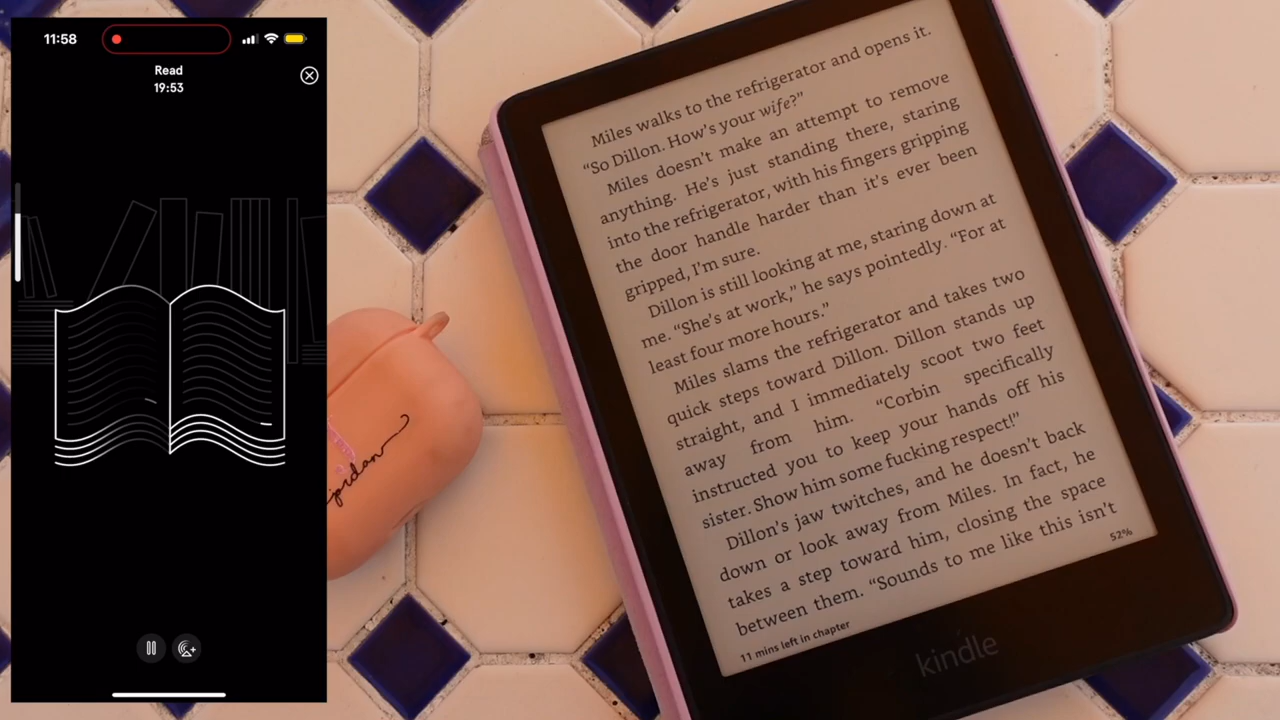 11:58
Read
19:53
jordan
Miles walks to the refrigerator and opens it.
“So Dillon. How’s your wife?”
Miles doesn’t make an attempt to remove
anything. He’s just standing there, staring
into the refrigerator, with his fingers gripping
the door handle harder than it’s ever been
gripped, I’m sure.
Dillon is still looking at me, staring down at
me. “She’s at work,” he says pointedly. “For at
least four more hours.”
Miles slams the refrigerator and takes two
quick steps toward Dillon. Dillon stands up
straight, and I immediately scoot two feet
away from him. “Corbin specifically
instructed you to keep your hands off his
sister. Show him some fucking respect!”
Dillon’s jaw twitches, and he doesn’t back
down or look away from Miles. In fact, he
takes a step toward him, closing the space
between them. “Sounds to me like this isn’t
11 mins left in chapter
52%
kindle